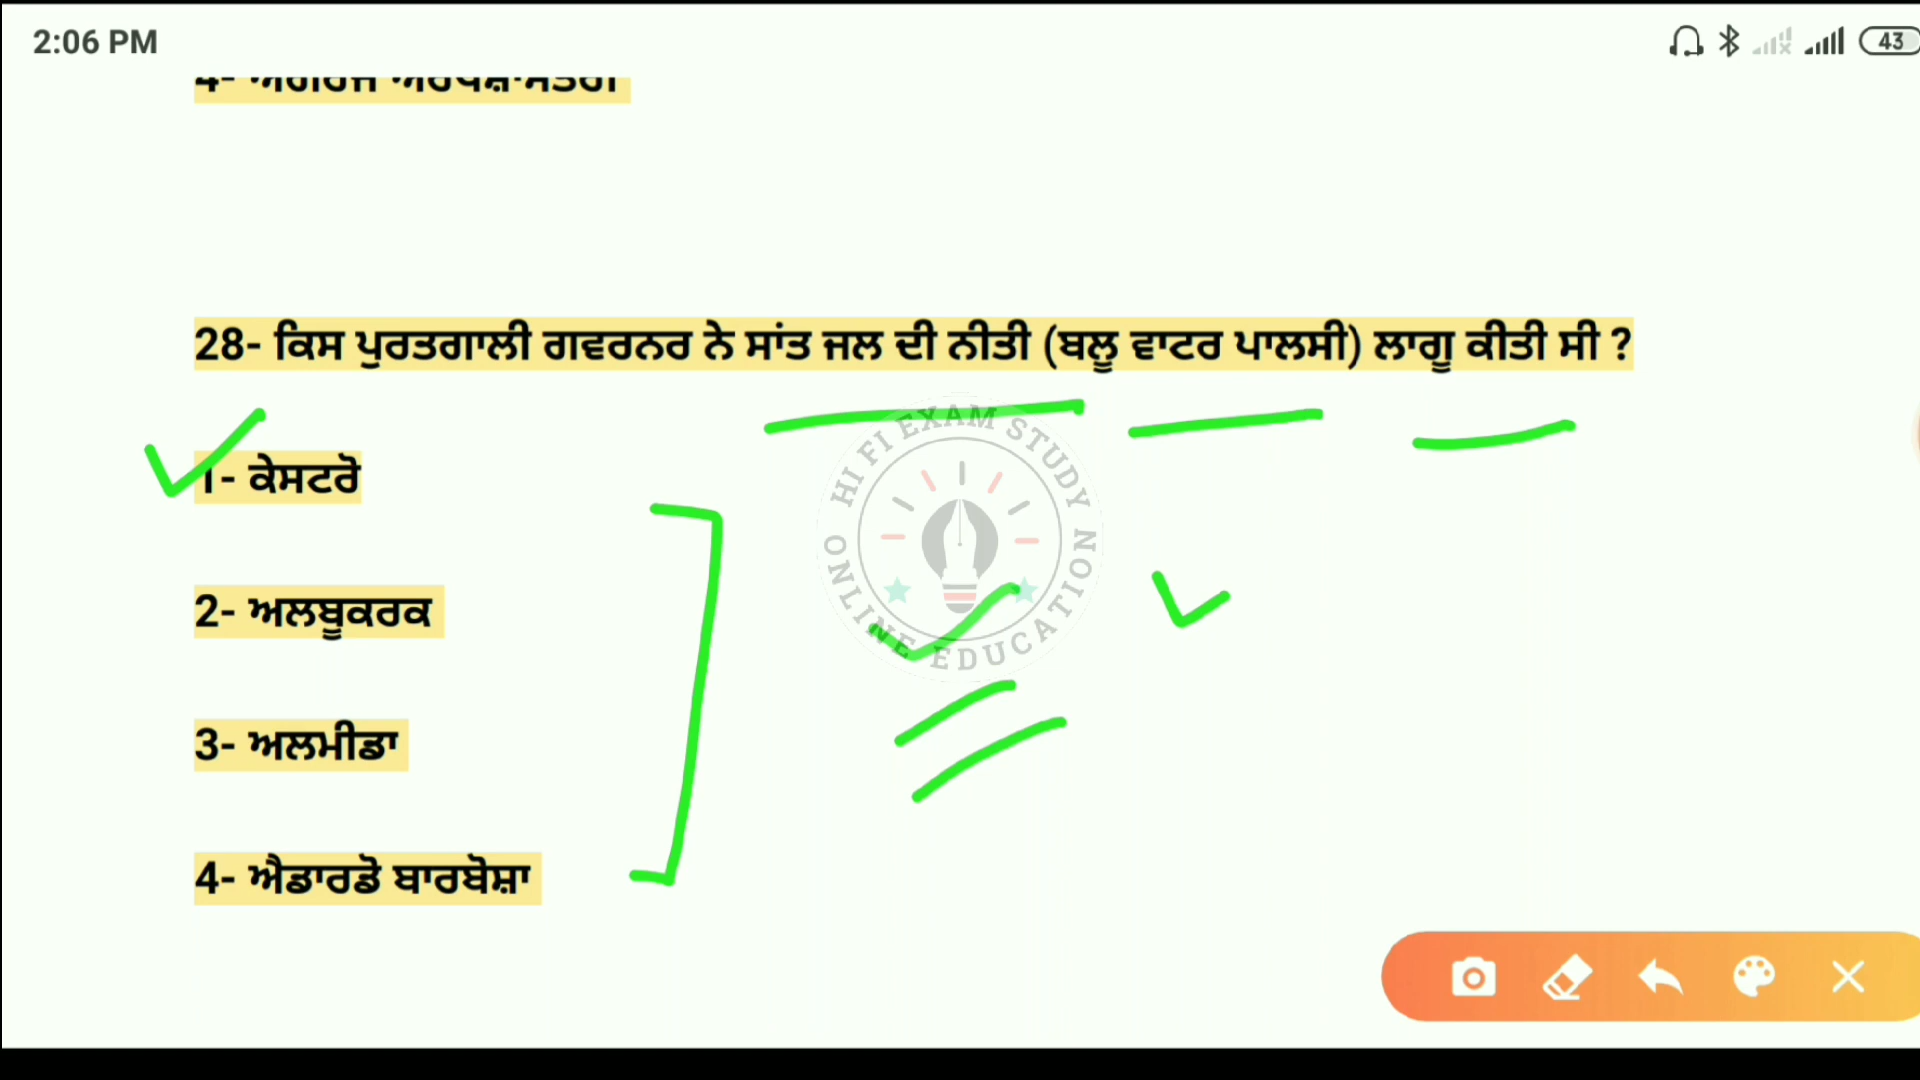 2:06 PM
43
4-
28- ਕਿਸ ਪੁਰਤਗਾਲੀ ਗਵਰਨਰ ਨੇ ਸਾਂਤ ਜਲ ਦੀ ਨੀਤੀ (ਬਲੂ ਵਾਟਰ ਪਾਲਸੀ) ਲਾਗੂ ਕੀਤੀ ਸੀ ?
1- ਕੇਸਟਰੋ
HI FI EXAM STUDY
ONLINE EDUCATION
2- ਅਲਬੂਕਰਕ
3- ਅਲਮੀਡਾ
4- ਐਡਾਰਡੋ ਬਾਰਬੋਸ਼ਾ